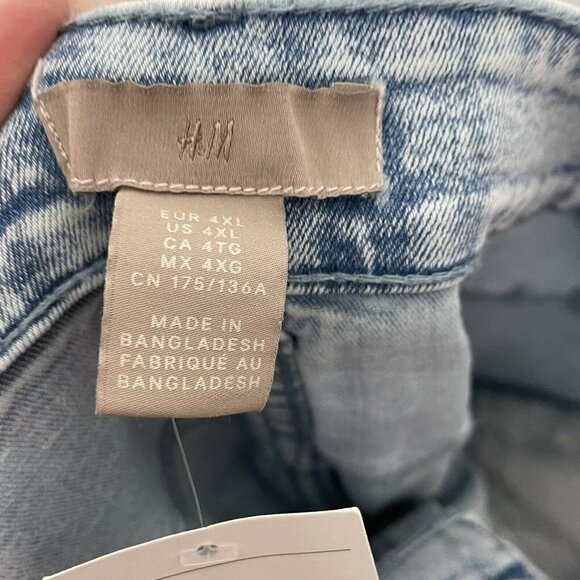 H&M
EUR 4XL
US 4XL
CA 4TG
MX 4XG
CN 175/136A
MADE IN
BANGLADESH
FABRIQUÉ AU
BANGLADESH